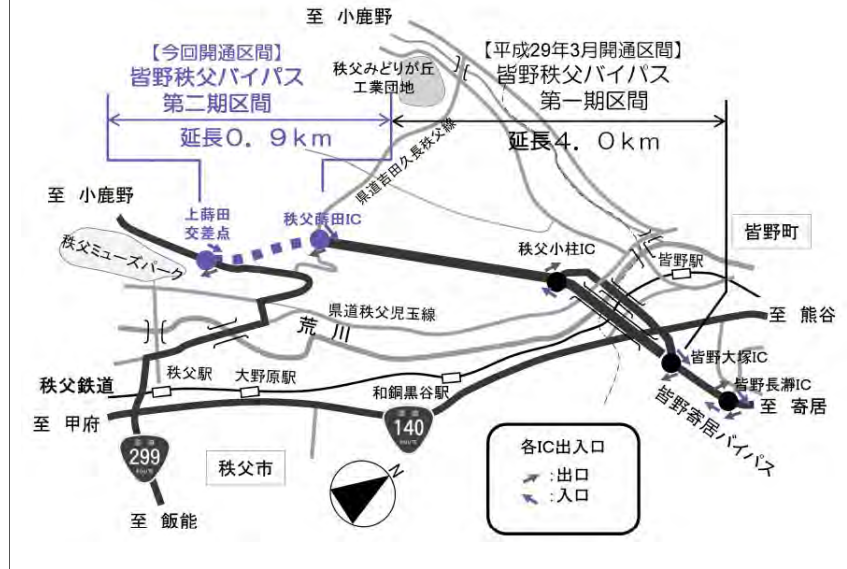 至 小鹿野
【今回開通区間】
皆野秩父バイパス
第二期区間
延長0.9km
秩父みどりが丘
工業団地
【平成29年3月開通区間】
皆野秩父バイパス
第一期区間
延長4.0km
県道吉田久長秩父線
至 小鹿野
上蒔田
交差点
秩父蒔田IC
秩父ミューズパーク
秩父小柱IC
皆野町
皆野駅
県道秩父児玉線
荒川
至 熊谷
皆野大塚IC
秩父鉄道
秩父駅
大野原駅
和銅黒谷駅
皆野長瀞IC
至 寄居
皆野寄居バイパス
至 甲府
国道
140
ROUTE
国道
299
ROUTE
秩父市
N
各IC出入口
:出口
:入口
至 飯能